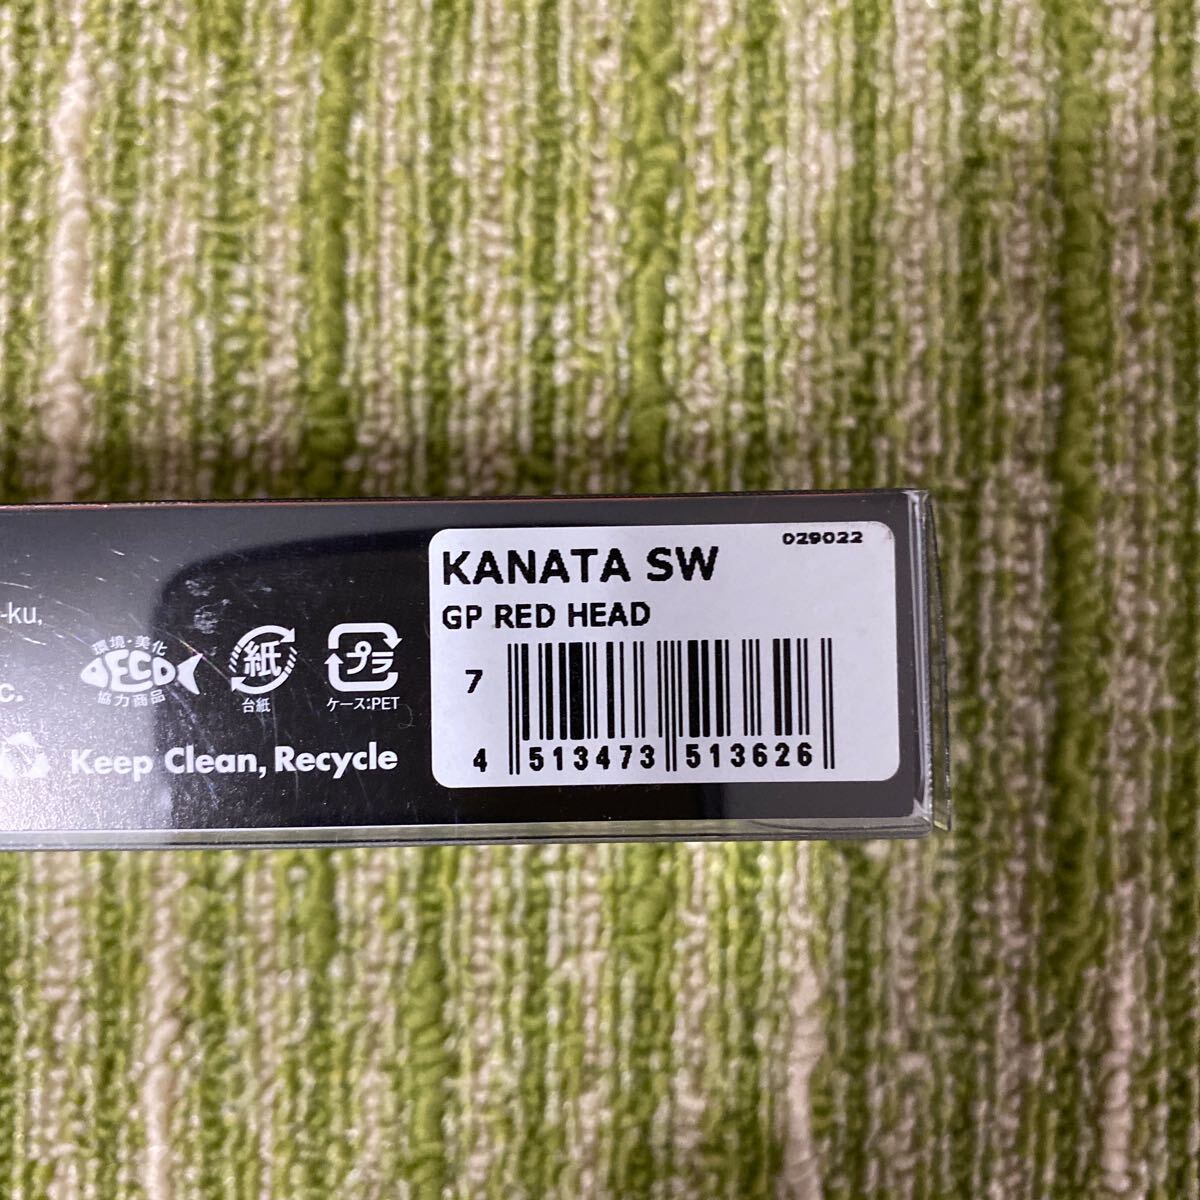 -ku,
c.
環境・美化
ECO
協力商品
紙
台紙
プラ
ケース:PET
Keep Clean, Recycle
029022
KANATA SW
GP RED HEAD
7
4 513473 513626